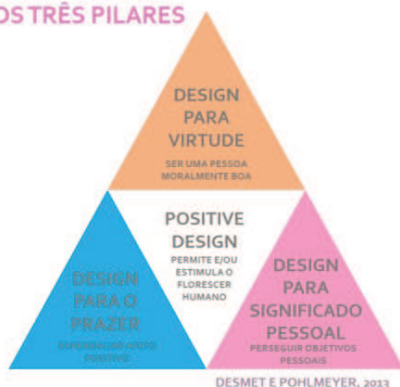 OS TRÊS PILARES
DESIGN
PARA
VIRTUDE
SER UMA PESSOA
MORALMENTE BOA
POSITIVE
DESIGN
PERMITE E/OU
ESTIMULA O
FLORESCER
HUMANO
DESIGN
PARA O
PRAZER
DESIGN
PARA
SIGNIFICADO
PESSOAL
PERSEGUIR OBJETIVOS
PESSOAIS
DESMET E POHLMEYER, 2013